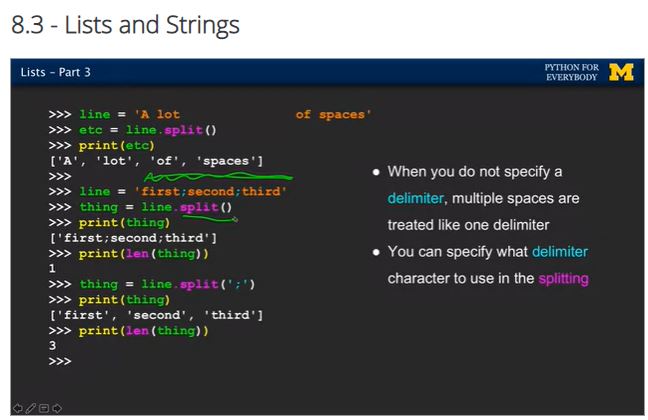 8.3 - Lists and Strings
Lists – Part 3
PYTHON FOR
EVERYBODY
M
>>> line = 'A lot                of spaces'
>>> etc = line.split()
>>> print(etc)
['A', 'lot', 'of', 'spaces']
>>>
>>> line = 'first;second;third'
>>> thing = line.split()
>>> print(thing)
['first;second;third']
>>> print(len(thing))
1
>>> thing = line.split(';')
>>> print(thing)
['first', 'second', 'third']
>>> print(len(thing))
3
>>>
• When you do not specify a
delimiter, multiple spaces are
treated like one delimiter
• You can specify what delimiter
character to use in the splitting